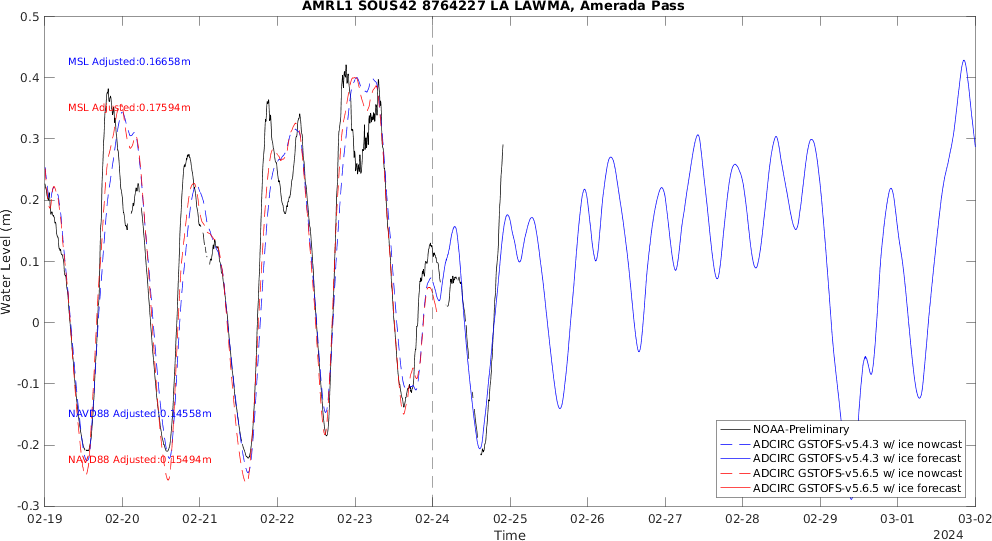 AMRL1 SOUS42 8764227 LA LAWMA, Amerada Pass
0.5
0.4
0.3
0.2
0.1
0
-0.1
-0.2
-0.3
Water Level (m)
MSL Adjusted:0.16658m
MSL Adjusted:0.17594m
NAVD88 Adjusted:0.14558m
NAVD88 Adjusted:0.15494m
NOAA-Preliminary
ADCIRC GSTOFS-v5.4.3 w/ ice nowcast
ADCIRC GSTOFS-v5.4.3 w/ ice forecast
ADCIRC GSTOFS-v5.6.5 w/ ice nowcast
ADCIRC GSTOFS-v5.6.5 w/ ice forecast
02-19 02-20 02-21 02-22 02-23 02-24 02-25 02-26 02-27 02-28 02-29 03-01 03-02
Time
2024